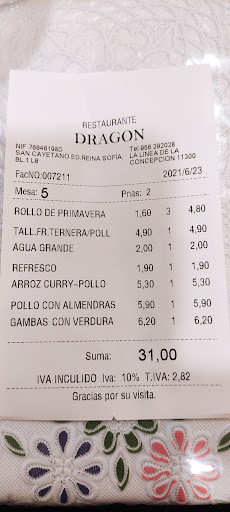 RESTAURANTE
DRAGON
NIF:76646198D Tel:956 292028
SAN CAYETANO ED.REINA SOFIA. LA LINEA DE LA
BL.1 L8 CONCEPCION 11300
FacNO:007211 2021/6/23
Mesa: 5 Pnas: 2
ROLLO DE PRIMAVERA 1,60 3 4,80
TALL.FR.TERNERA/POLL 4,90 1 4,90
AGUA GRANDE 2,00 1 2,00
REFRESCO 1,90 1 1,90
ARROZ CURRY-POLLO 5,30 1 5,30
POLLO CON ALMENDRAS 5,90 1 5,90
GAMBAS CON VERDURA 6,20 1 6,20
Suma: 31,00
IVA INCULIDO Iva: 10% T.IVA: 2,82
Gracias por su visita.